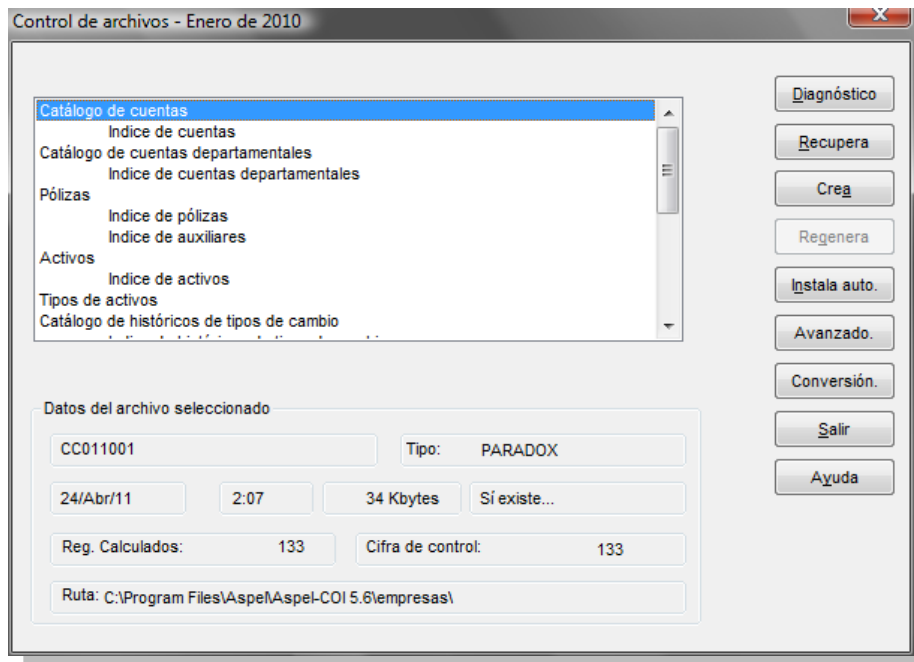 Control de archivos - Enero de 2010
Catálogo de cuentas
Indice de cuentas
Catálogo de cuentas departamentales
Indice de cuentas departamentales
Pólizas
Indice de pólizas
Indice de auxiliares
Activos
Indice de activos
Tipos de activos
Catálogo de históricos de tipos de cambio
Diagnóstico
Recupera
Crea
Regenera
Instala auto.
Avanzado.
Conversión.
Salir
Ayuda
Datos del archivo seleccionado
CC011001 Tipo: PARADOX
24/Abr/11 2:07 34 Kbytes Sí existe...
Reg. Calculados: 133 Cifra de control: 133
Ruta: C:\Program Files\Aspel\Aspel-COI 5.6\empresas\